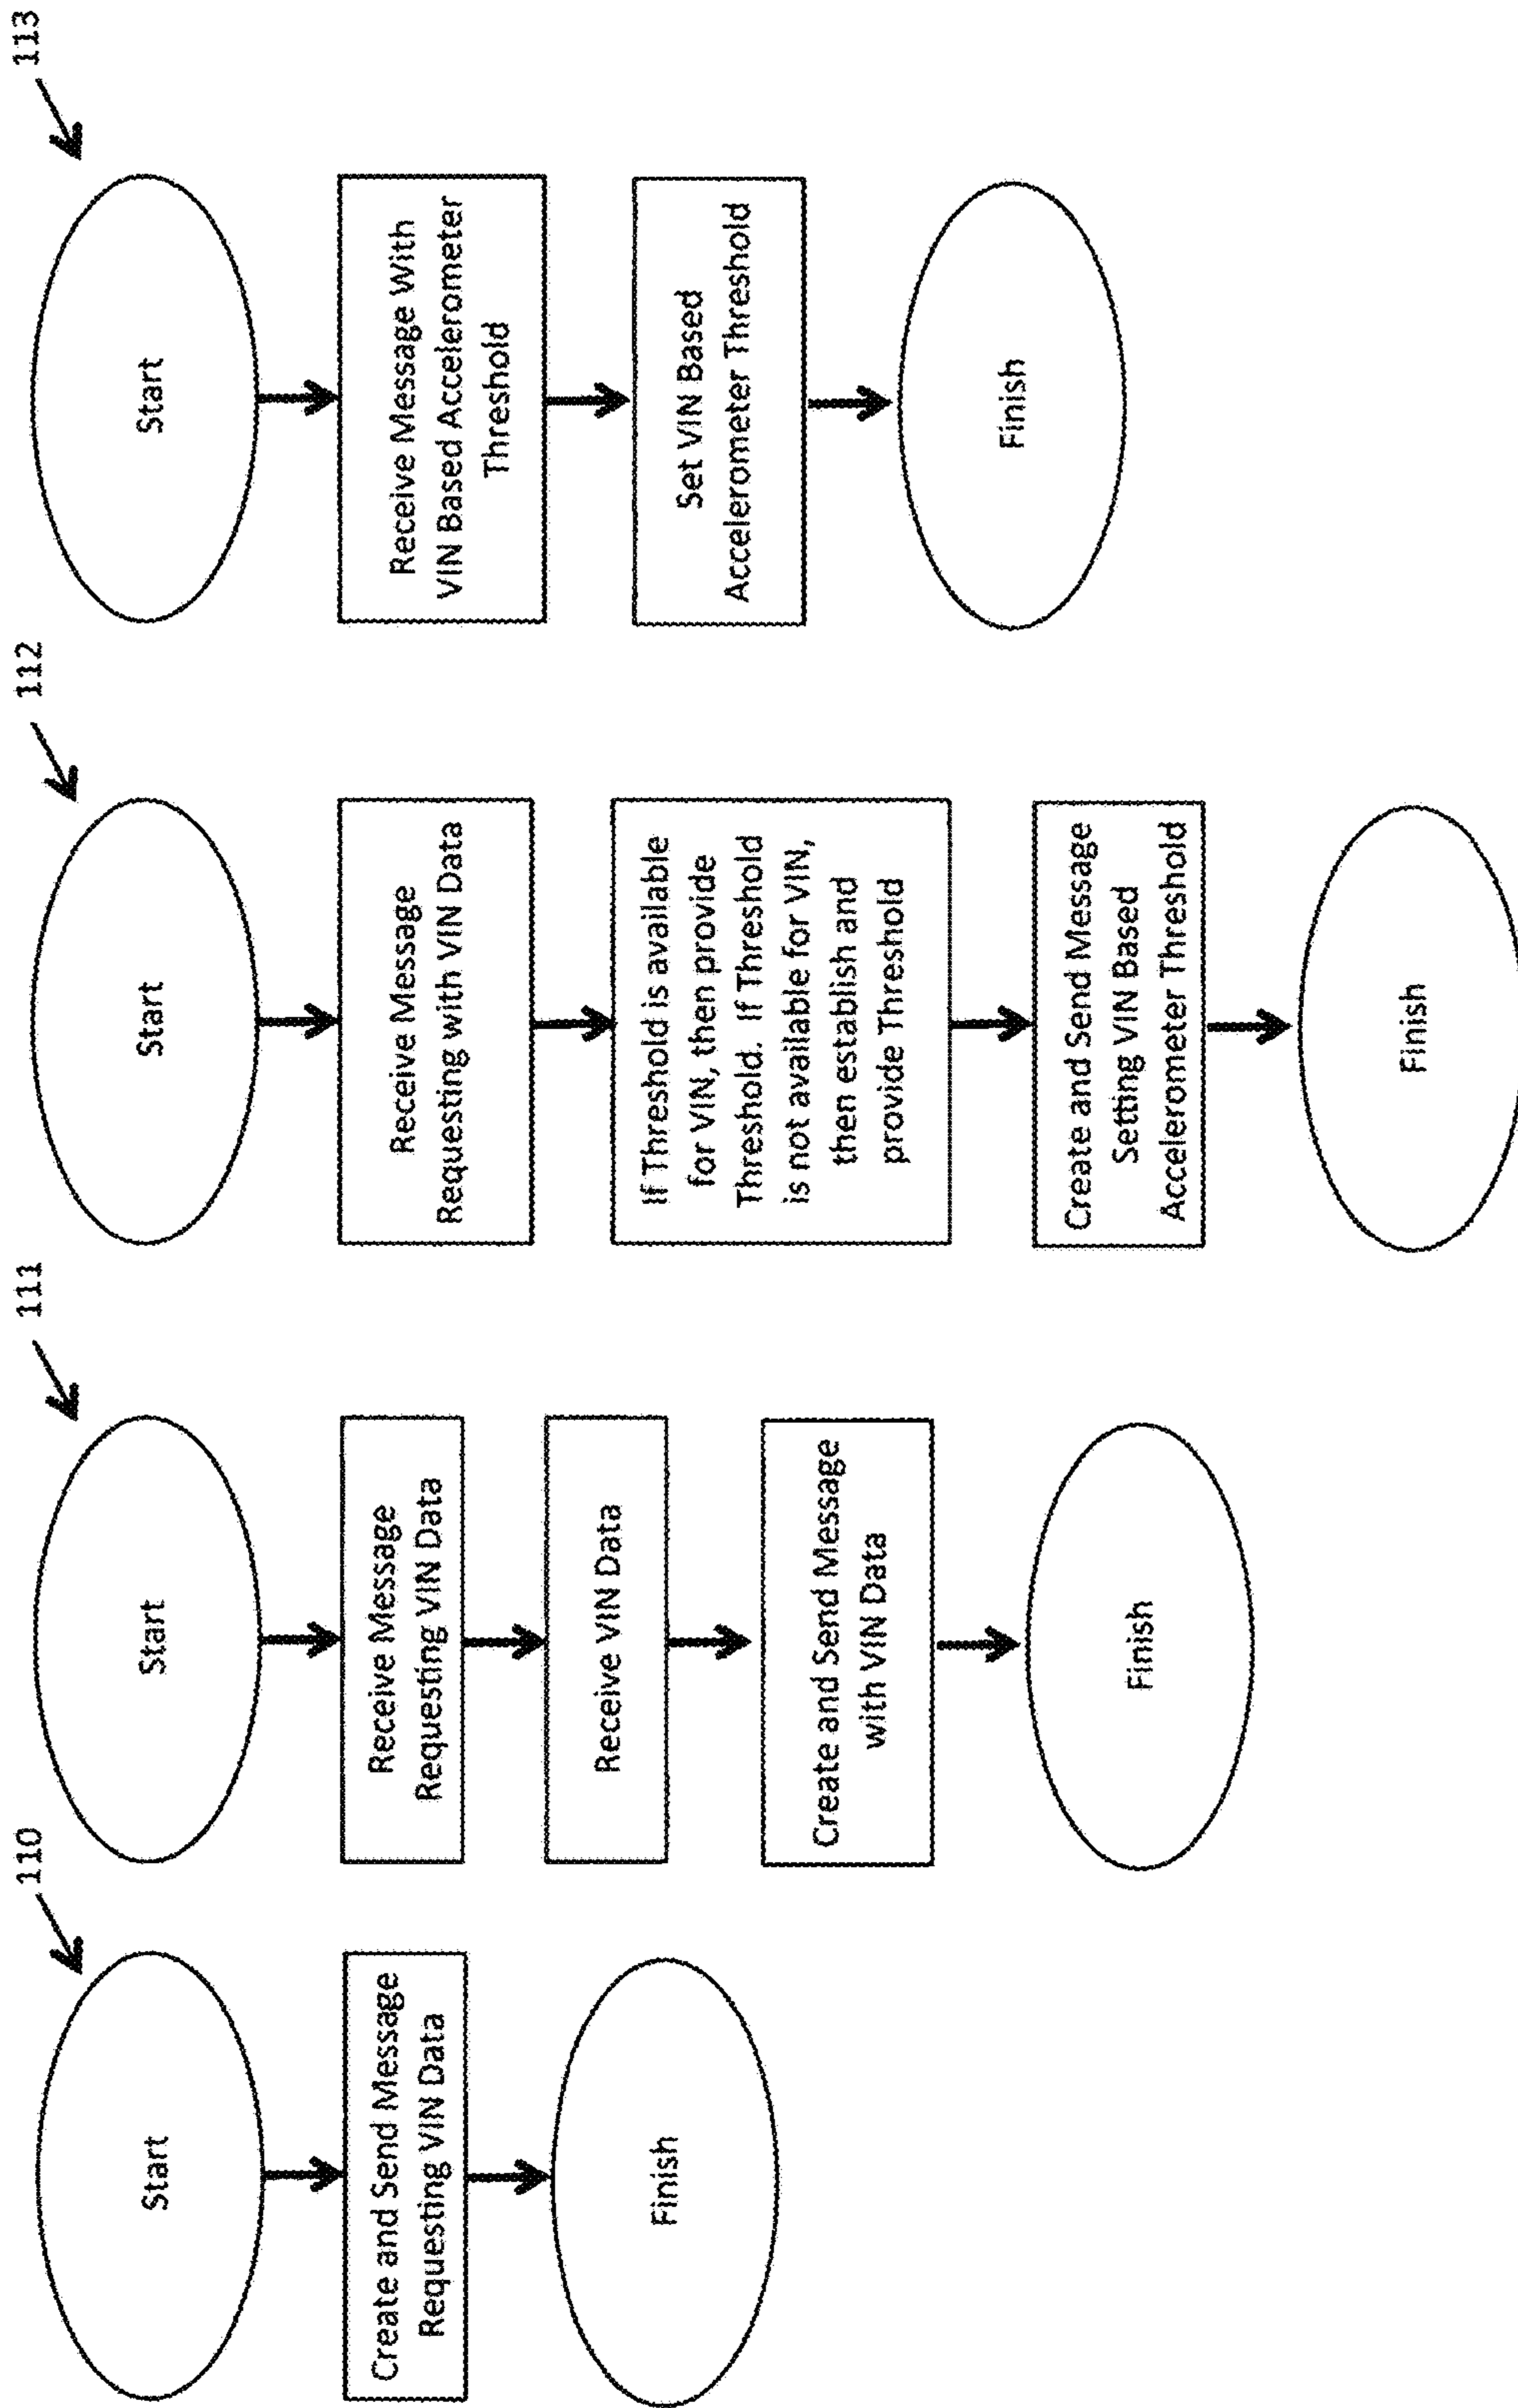 110
Start
Create and Send Message
Requesting VIN Data
Finish
111
Start
Receive Message
Requesting VIN Data
Receive VIN Data
Create and Send Message
with VIN Data
Finish
112
Start
Receive Message
Requesting with VIN Data
If Threshold is available
for VIN, then provide
Threshold. If Threshold
is not available for VIN,
then establish and
provide Threshold
Create and Send Message
Setting VIN Based
Accelerometer Threshold
Finish
113
Start
Receive Message With
VIN Based Accelerometer
Threshold
Set VIN Based
Accelerometer Threshold
Finish